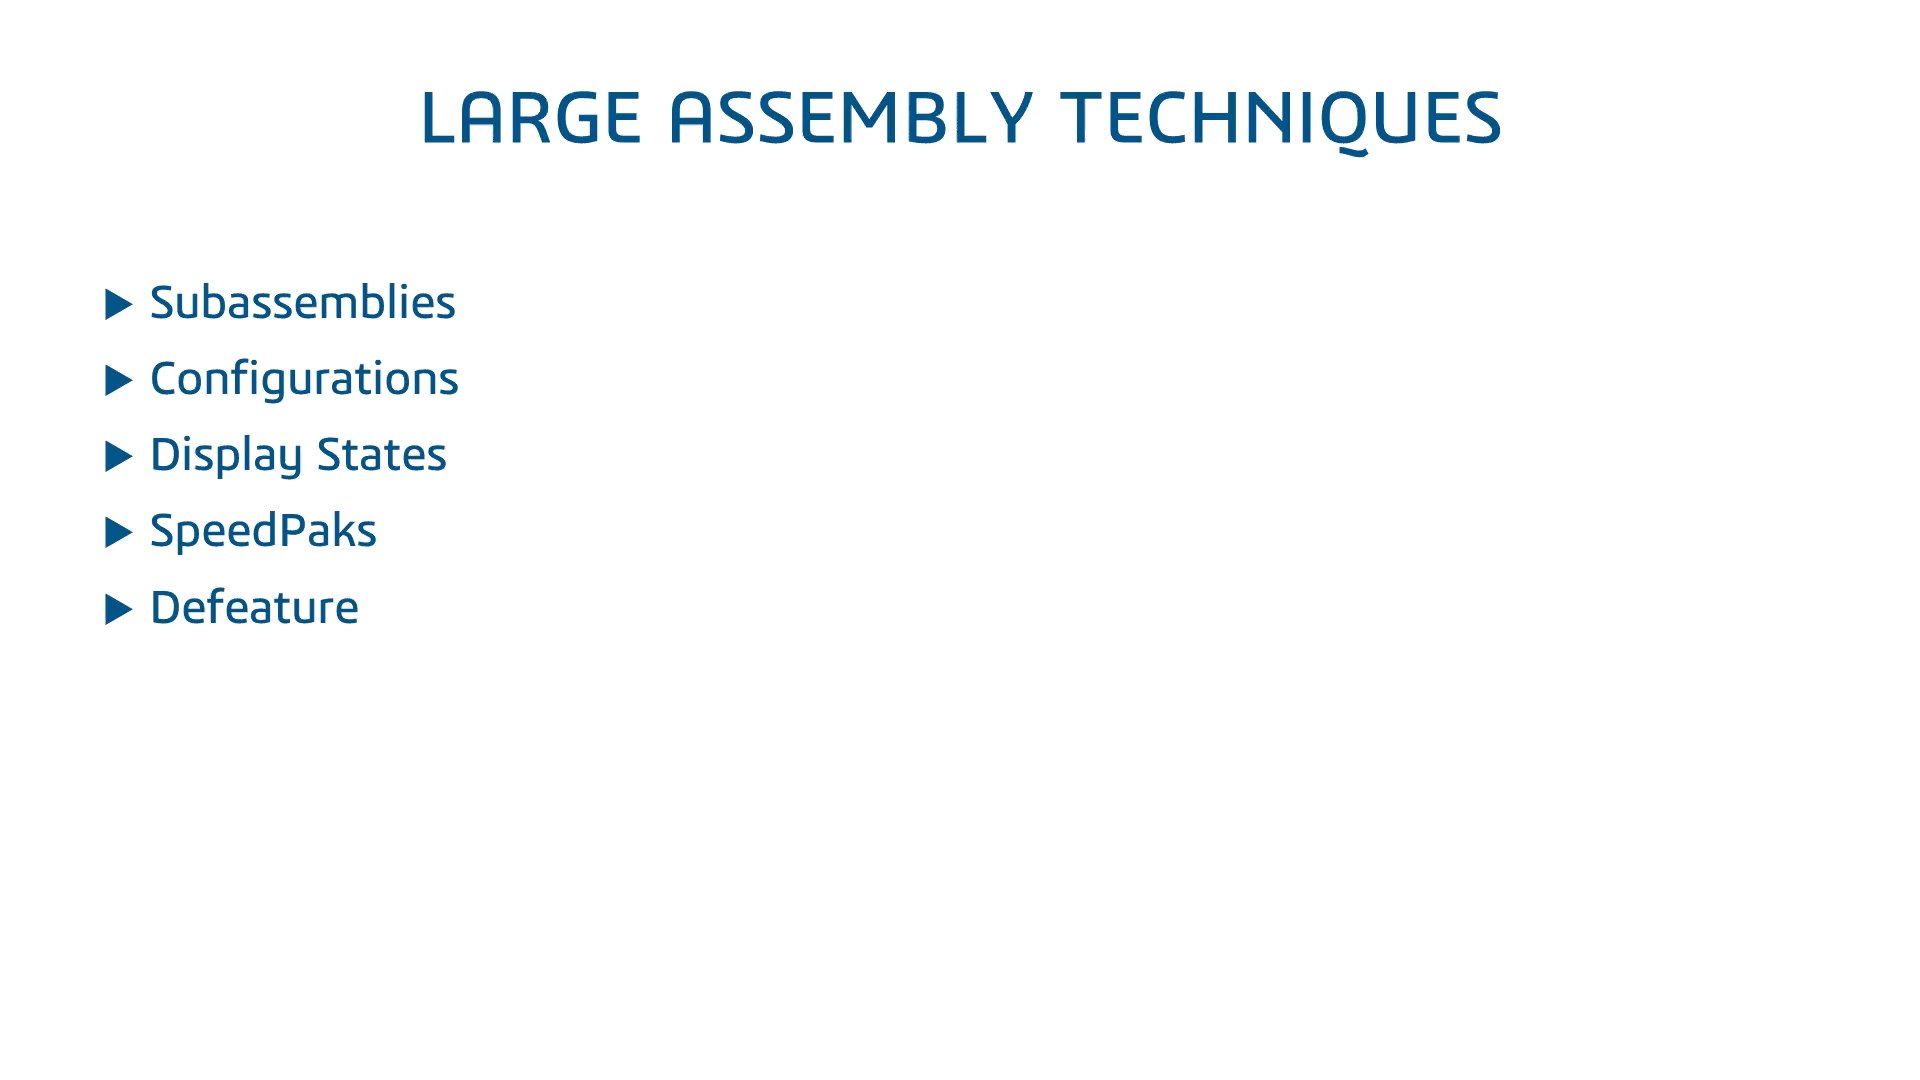 LARGE ASSEMBLY TECHNIQUES
▶ Subassemblies
▶ Configurations
▶ Display States
▶ SpeedPaks
▶ Defeature